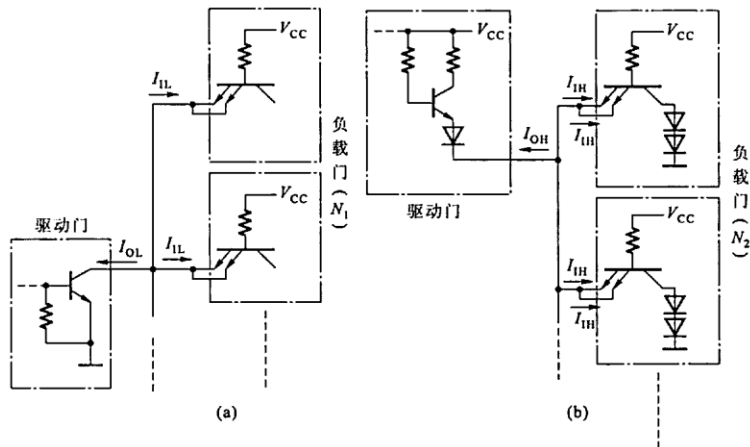 V_CC
I_IL
负载门(N_1)
V_CC
驱动门
I_OL
I_IL
(a)
V_CC
V_CC
I_IH
I_IH
I_OH
驱动门
负载门(N_2)
V_CC
I_IH
I_IH
(b)